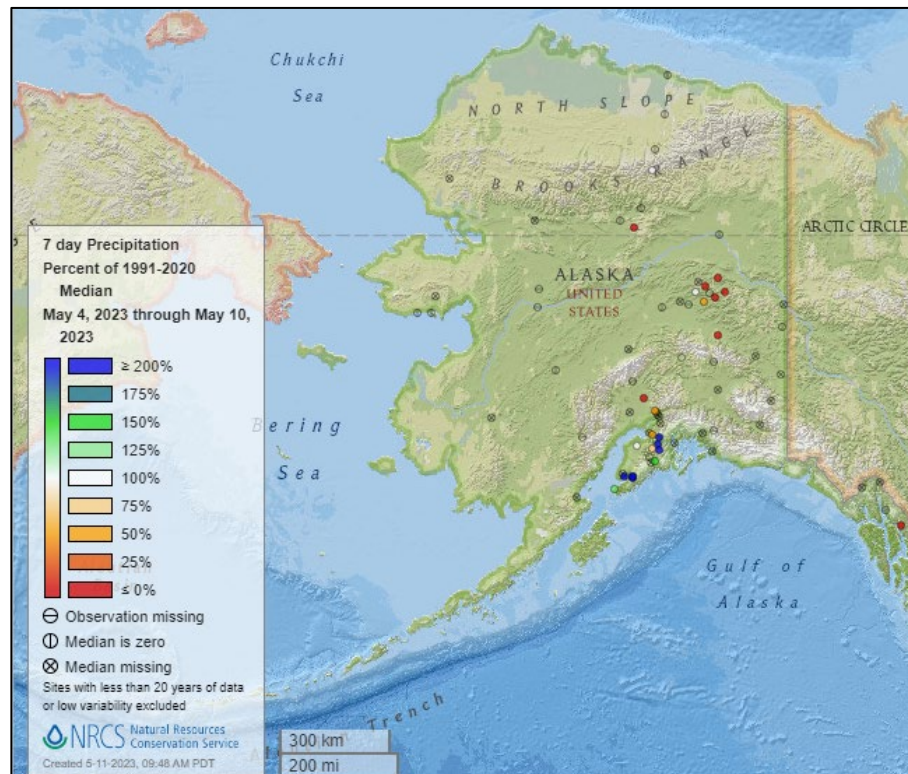 Chukchi
Sea
NORTH SLOPE
BROOKS RANGE
ARCTIC CIRCLE
ALASKA
UNITED
STATES
Bering
Sea
Gulf of
Alaska
Trench
7 day Precipitation
Percent of 1991-2020
Median
May 4, 2023 through May 10,
2023
≥ 200%
175%
150%
125%
100%
75%
50%
25%
≤ 0%
Observation missing
Median is zero
Median missing
Sites with less than 20 years of data
or low variability excluded
NRCS Natural Resources
Conservation Service
Created 5-11-2023, 09:48 AM PDT
300 km
200 mi